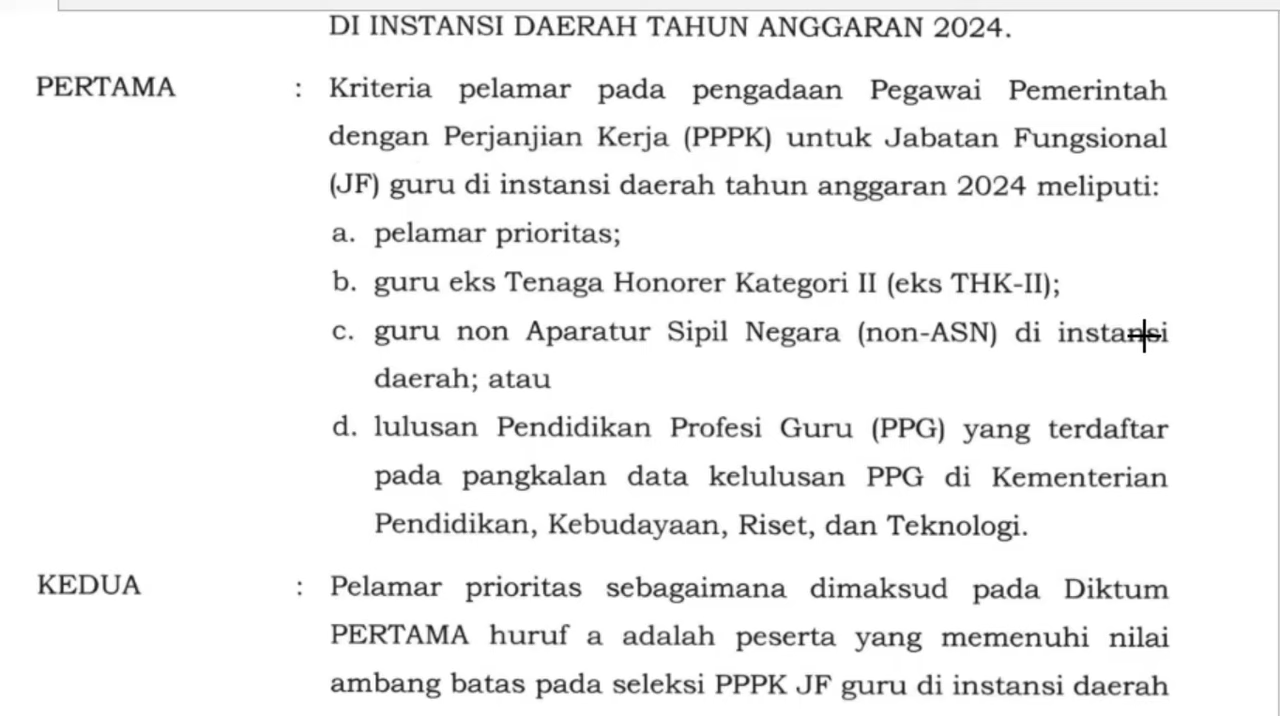 DI INSTANSI DAERAH TAHUN ANGGARAN 2024.
PERTAMA : Kriteria pelamar pada pengadaan Pegawai Pemerintah
dengan Perjanjian Kerja (PPPK) untuk Jabatan Fungsional
(JF) guru di instansi daerah tahun anggaran 2024 meliputi:
a. pelamar prioritas;
b. guru eks Tenaga Honorer Kategori II (eks THK-II);
c. guru non Aparatur Sipil Negara (non-ASN) di instansi
daerah; atau
d. lulusan Pendidikan Profesi Guru (PPG) yang terdaftar
pada pangkalan data kelulusan PPG di Kementerian
Pendidikan, Kebudayaan, Riset, dan Teknologi.
KEDUA : Pelamar prioritas sebagaimana dimaksud pada Diktum
PERTAMA huruf a adalah peserta yang memenuhi nilai
ambang batas pada seleksi PPPK JF guru di instansi daerah